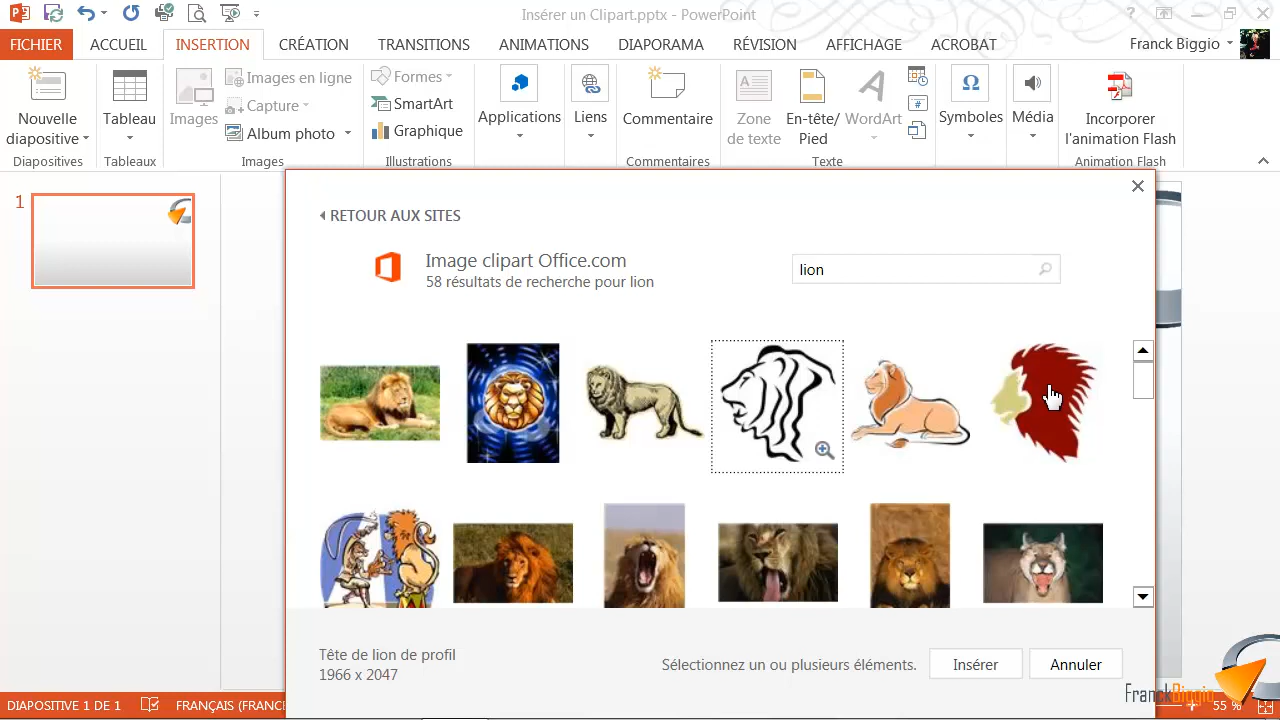 Insérer un Clipart.pptx - PowerPoint
?
FICHIER ACCUEIL INSERTION CRÉATION TRANSITIONS ANIMATIONS DIAPORAMA RÉVISION AFFICHAGE ACROBAT Franck Biggio
Nouvelle diapositive
Diapositives
Tableau
Tableaux
Images
Images en ligne
Capture
Album photo
Images
Formes
SmartArt
Graphique
Illustrations
Applications
Liens
Commentaire
Commentaires
Zone de texte
En-tête/ Pied
WordArt
Texte
Symboles
Média
Incorporer l'animation Flash
Animation Flash
1
RETOUR AUX SITES
Image clipart Office.com
58 résultats de recherche pour lion
lion
Tête de lion de profil
1966 x 2047
Sélectionnez un ou plusieurs éléments.
Insérer
Annuler
FranckBiggio
DIAPOSITIVE 1 DE 1 FRANÇAIS (FRANCE 55 %